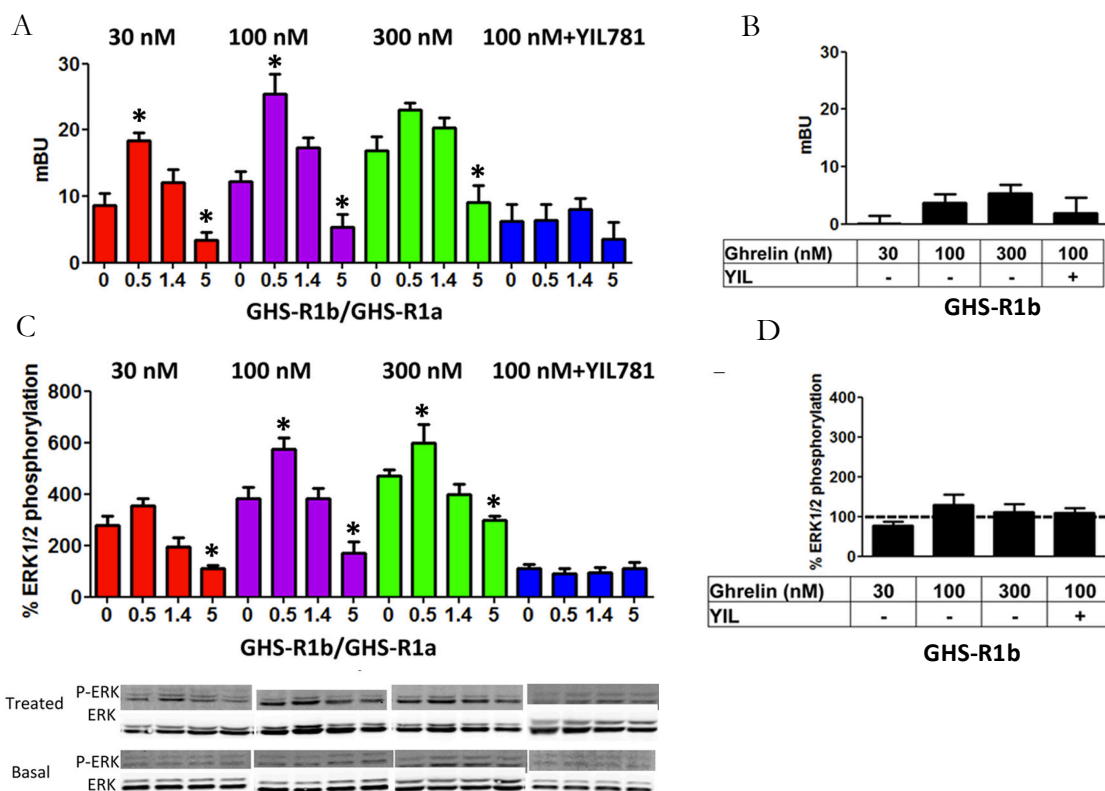 A
30 nM 100 nM 300 nM 100 nM+YIL781
30
20
10
0
mBU
* * * * *
0 0.5 1.4 5 0 0.5 1.4 5 0 0.5 1.4 5 0 0.5 1.4 5
GHS-R1b/GHS-R1a
B
30
20
10
0
mBU
Ghrelin (nM) 30 100 300 100
YIL - - - +
GHS-R1b
C
30 nM 100 nM 300 nM 100 nM+YIL781
800
600
400
200
0
% ERK1/2 phosphorylation
* * * * *
0 0.5 1.4 5 0 0.5 1.4 5 0 0.5 1.4 5 0 0.5 1.4 5
GHS-R1b/GHS-R1a
Treated
P-ERK
ERK
Basal
P-ERK
ERK
D
400
300
200
100
0
% ERK1/2 phosphorylation
Ghrelin (nM) 30 100 300 100
YIL - - - +
GHS-R1b